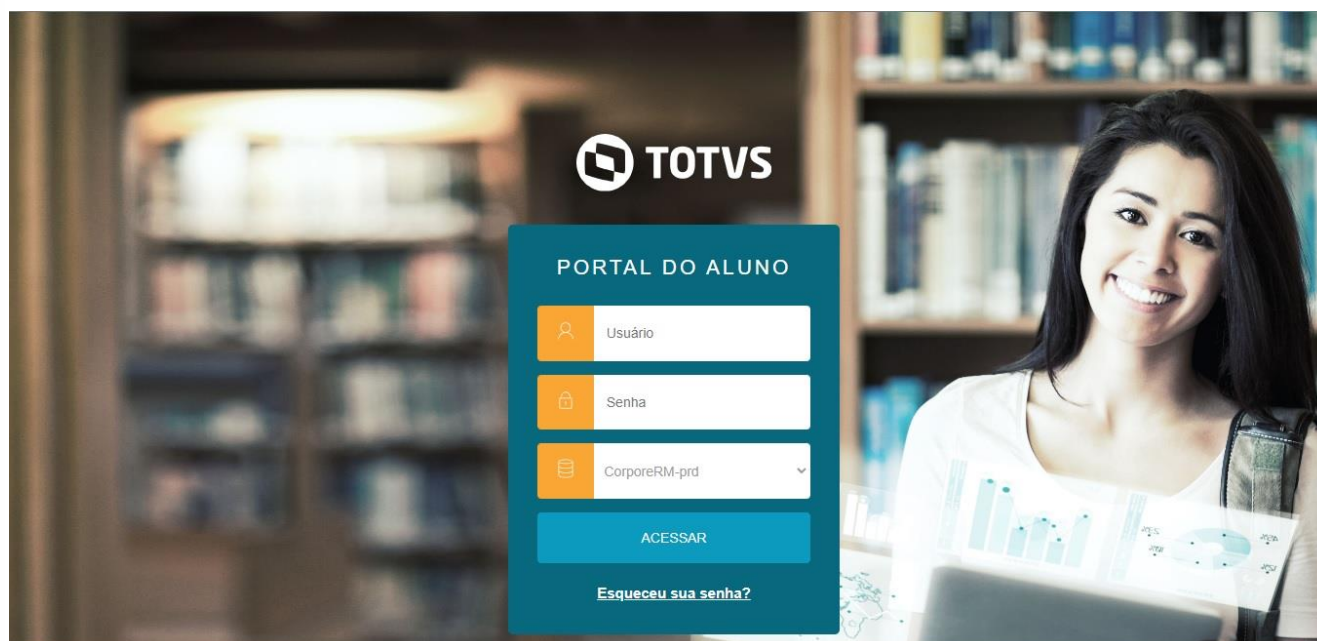 TOTVS
PORTAL DO ALUNO
Usuário
Senha
CorporeRM-prd
ACESSAR
Esqueceu sua senha?